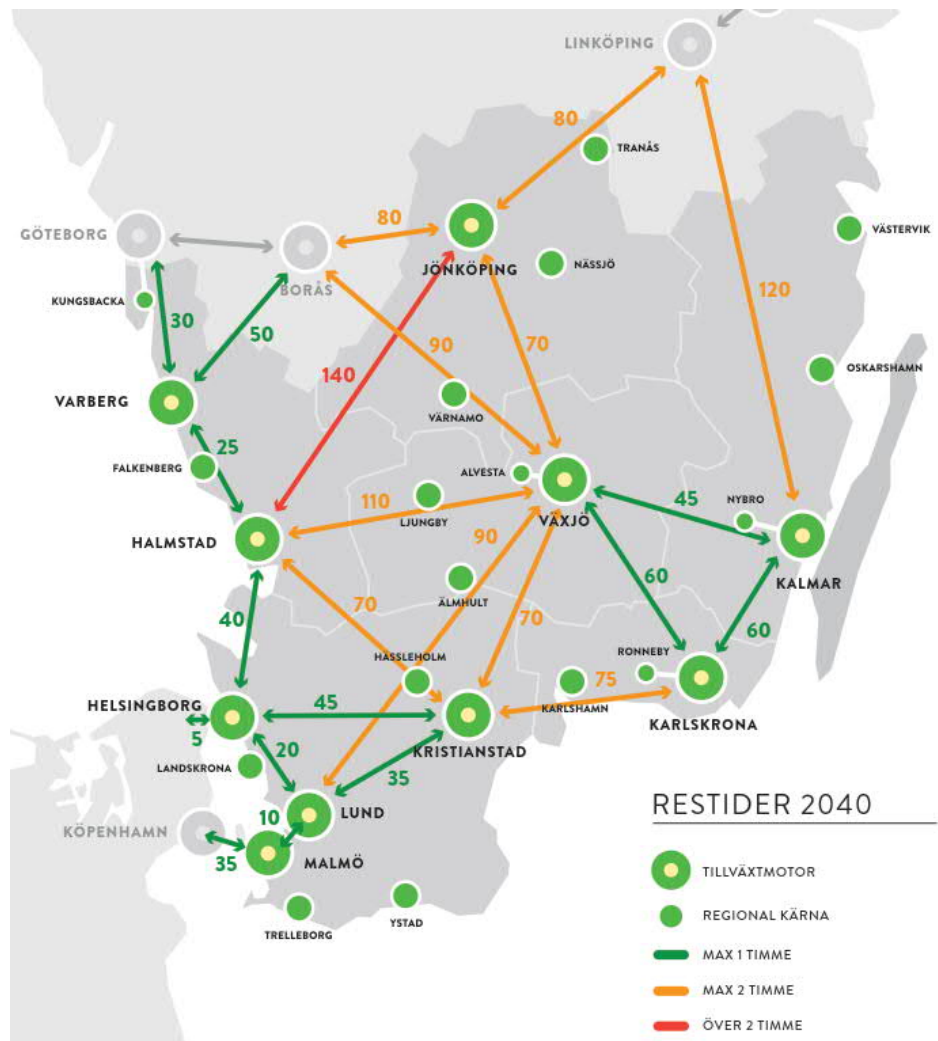 LINKÖPING
80
TRANÅS
GÖTEBORG
80
VÄSTERVIK
JÖNKÖPING
NÄSSJÖ
KUNGSBACKA
BORÅS
120
30
50
90
70
140
OSKARSHAMN
VARBERG
VÄRNAMO
25
FALKENBERG
ALVESTA
110
45
NYBRO
LJUNGBY
VÄXJÖ
HALMSTAD
90
KALMAR
60
ÄLMHULT
70
70
40
60
HÄSSLEHOLM
RONNEBY
75
HELSINGBORG
45
KARLSHAMN
KARLSKRONA
5
20
KRISTIANSTAD
LANDSKRONA
35
10
LUND
KÖPENHAMN
35
MALMÖ
TRELLEBORG
YSTAD
RESTIDER 2040
TILLVÄXTMOTOR
REGIONAL KÄRNA
MAX 1 TIMME
MAX 2 TIMME
ÖVER 2 TIMME